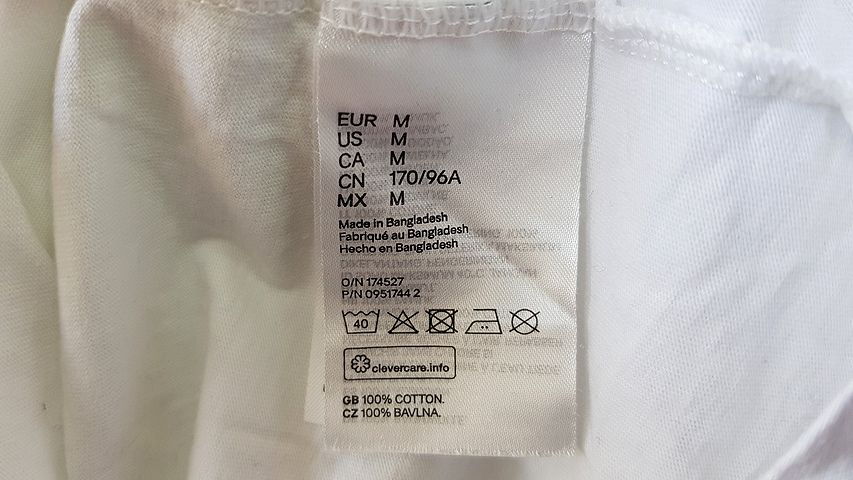 EUR M
US M
CA M
CN 170/96A
MX M
Made in Bangladesh
Fabriqué au Bangladesh
Hecho en Bangladesh
O/N 174527
P/N 0951744 2
40
clevercare.info
GB 100% COTTON.
CZ 100% BAVLNA.